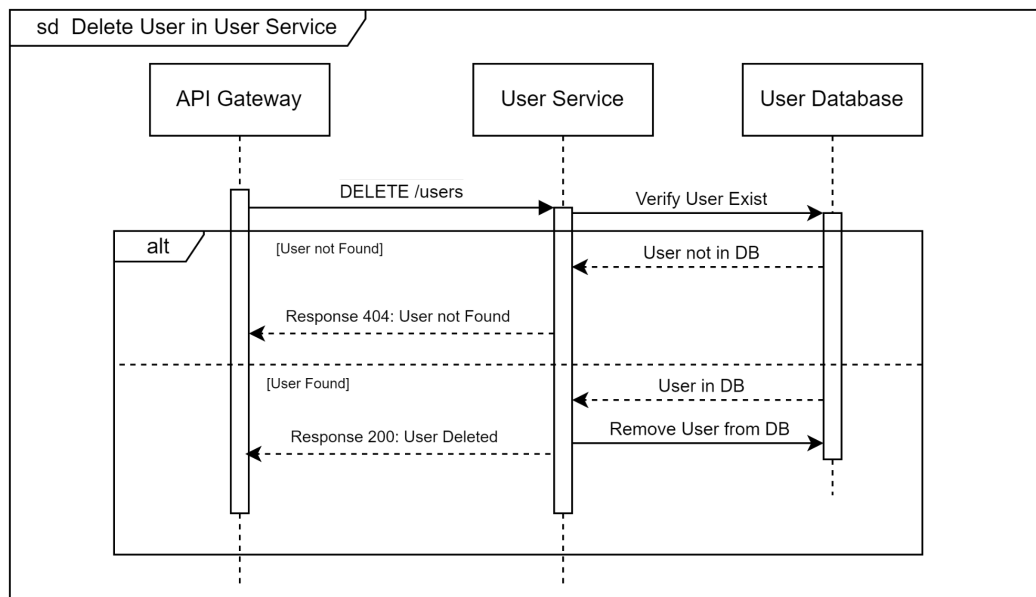 sd Delete User in User Service
API Gateway
User Service
User Database
DELETE /users
Verify User Exist
alt
[User not Found]
User not in DB
Response 404: User not Found
[User Found]
User in DB
Remove User from DB
Response 200: User Deleted